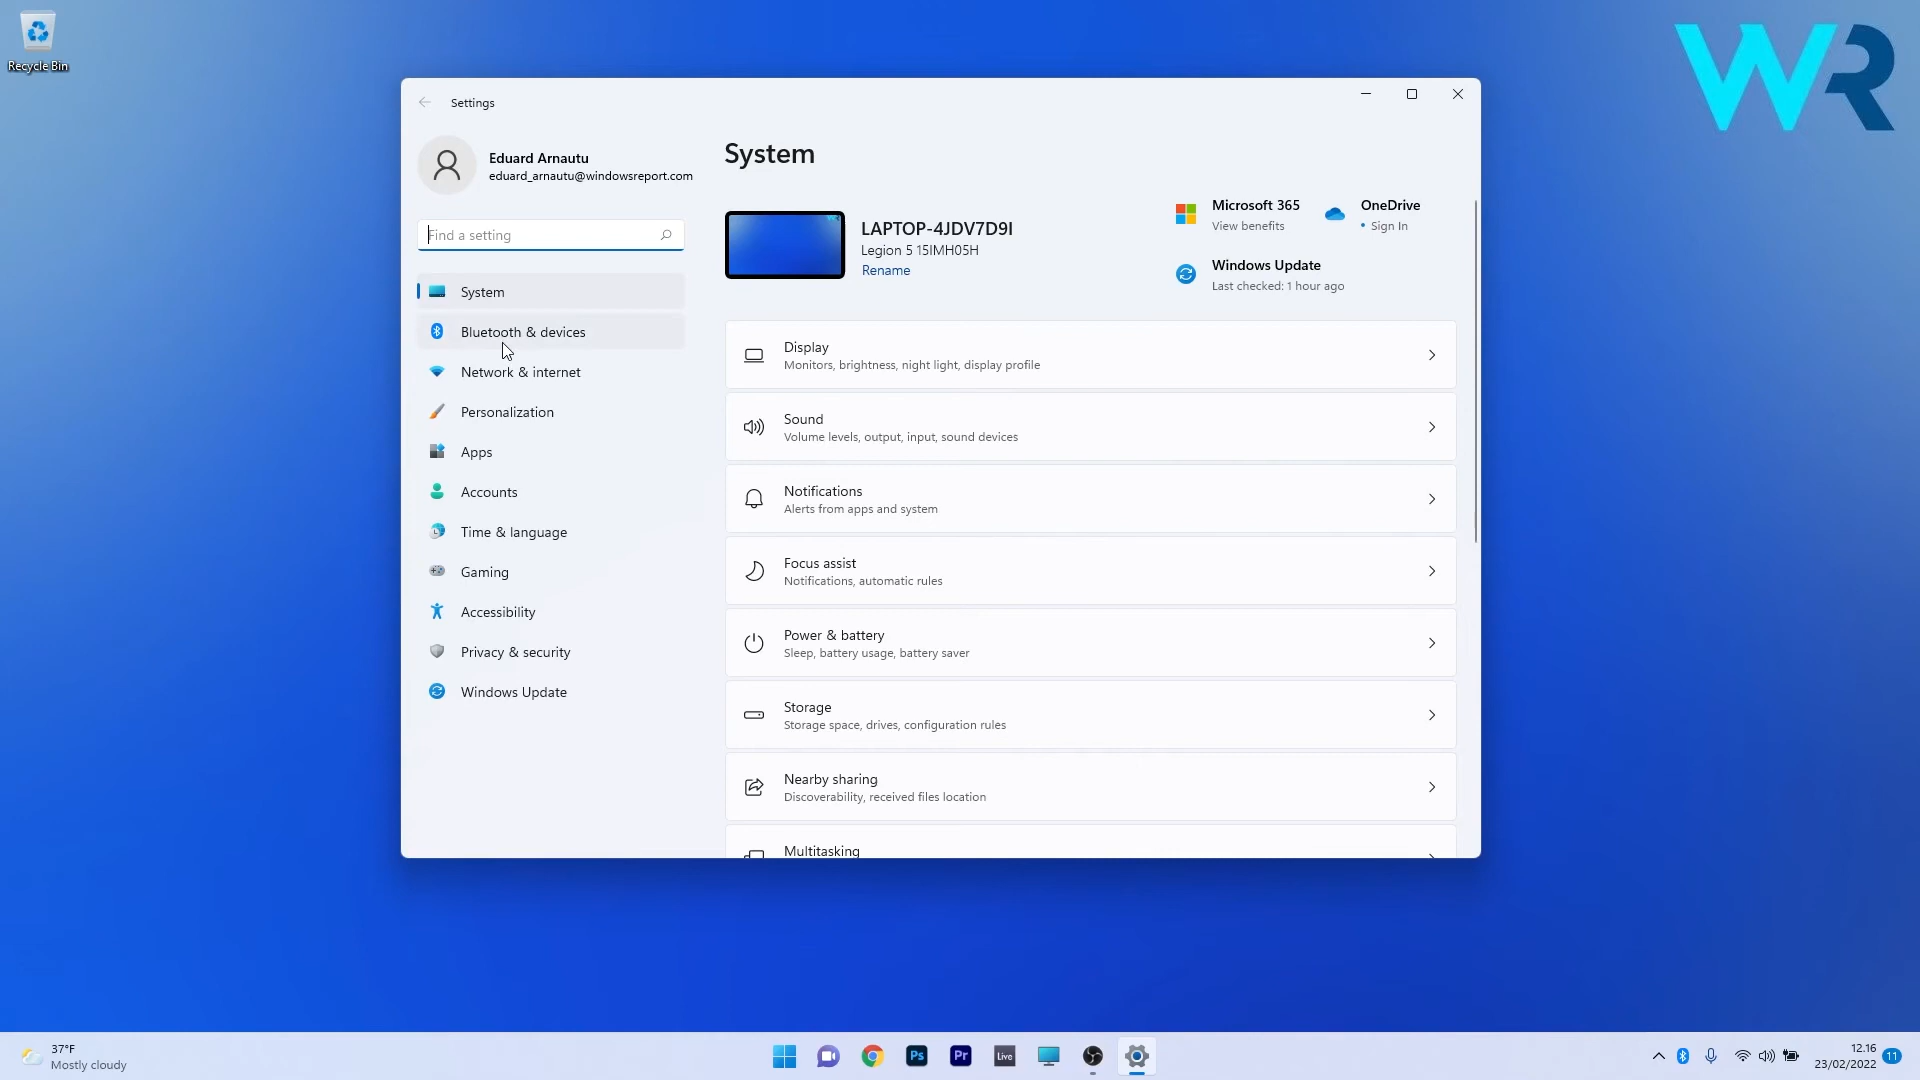 Recycle Bin
WR
Settings
Eduard Arnautu
eduard_arnautu@windowsreport.com
Find a setting
System
Bluetooth & devices
Network & internet
Personalization
Apps
Accounts
Time & language
Gaming
Accessibility
Privacy & security
Windows Update
System
LAPTOP-4JDV7D9I
Legion 5 15IMH05H
Rename
Microsoft 365
View benefits
OneDrive
• Sign In
Windows Update
Last checked: 1 hour ago
Display
Monitors, brightness, night light, display profile
Sound
Volume levels, output, input, sound devices
Notifications
Alerts from apps and system
Focus assist
Notifications, automatic rules
Power & battery
Sleep, battery usage, battery saver
Storage
Storage space, drives, configuration rules
Nearby sharing
Discoverability, received files location
Multitasking
37°F
Mostly cloudy
Ps
Pr
Live
12.16
23/02/2022
11